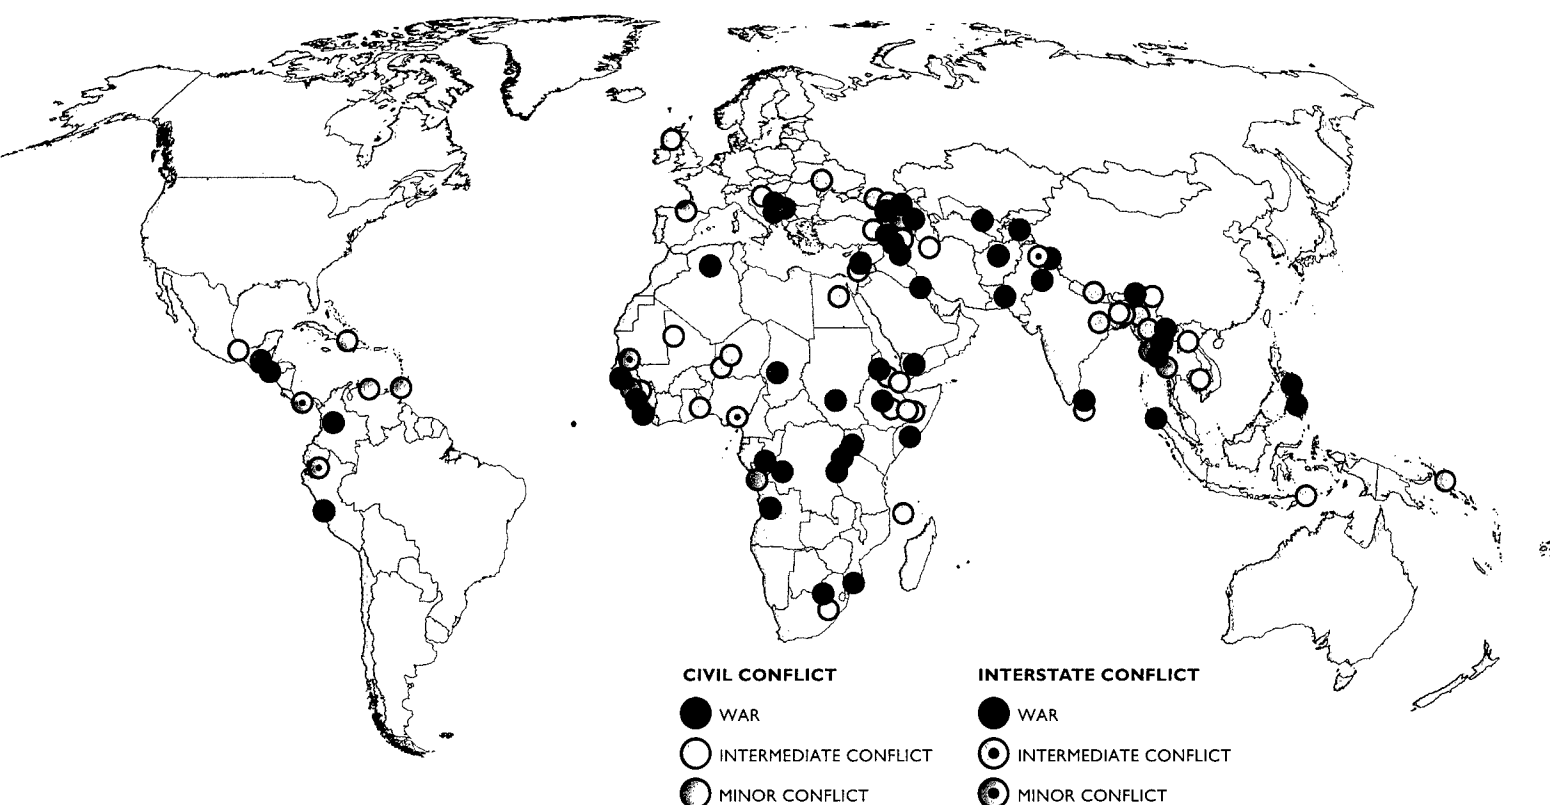 CIVIL CONFLICT
WAR
INTERMEDIATE CONFLICT
MINOR CONFLICT
INTERSTATE CONFLICT
WAR
INTERMEDIATE CONFLICT
MINOR CONFLICT